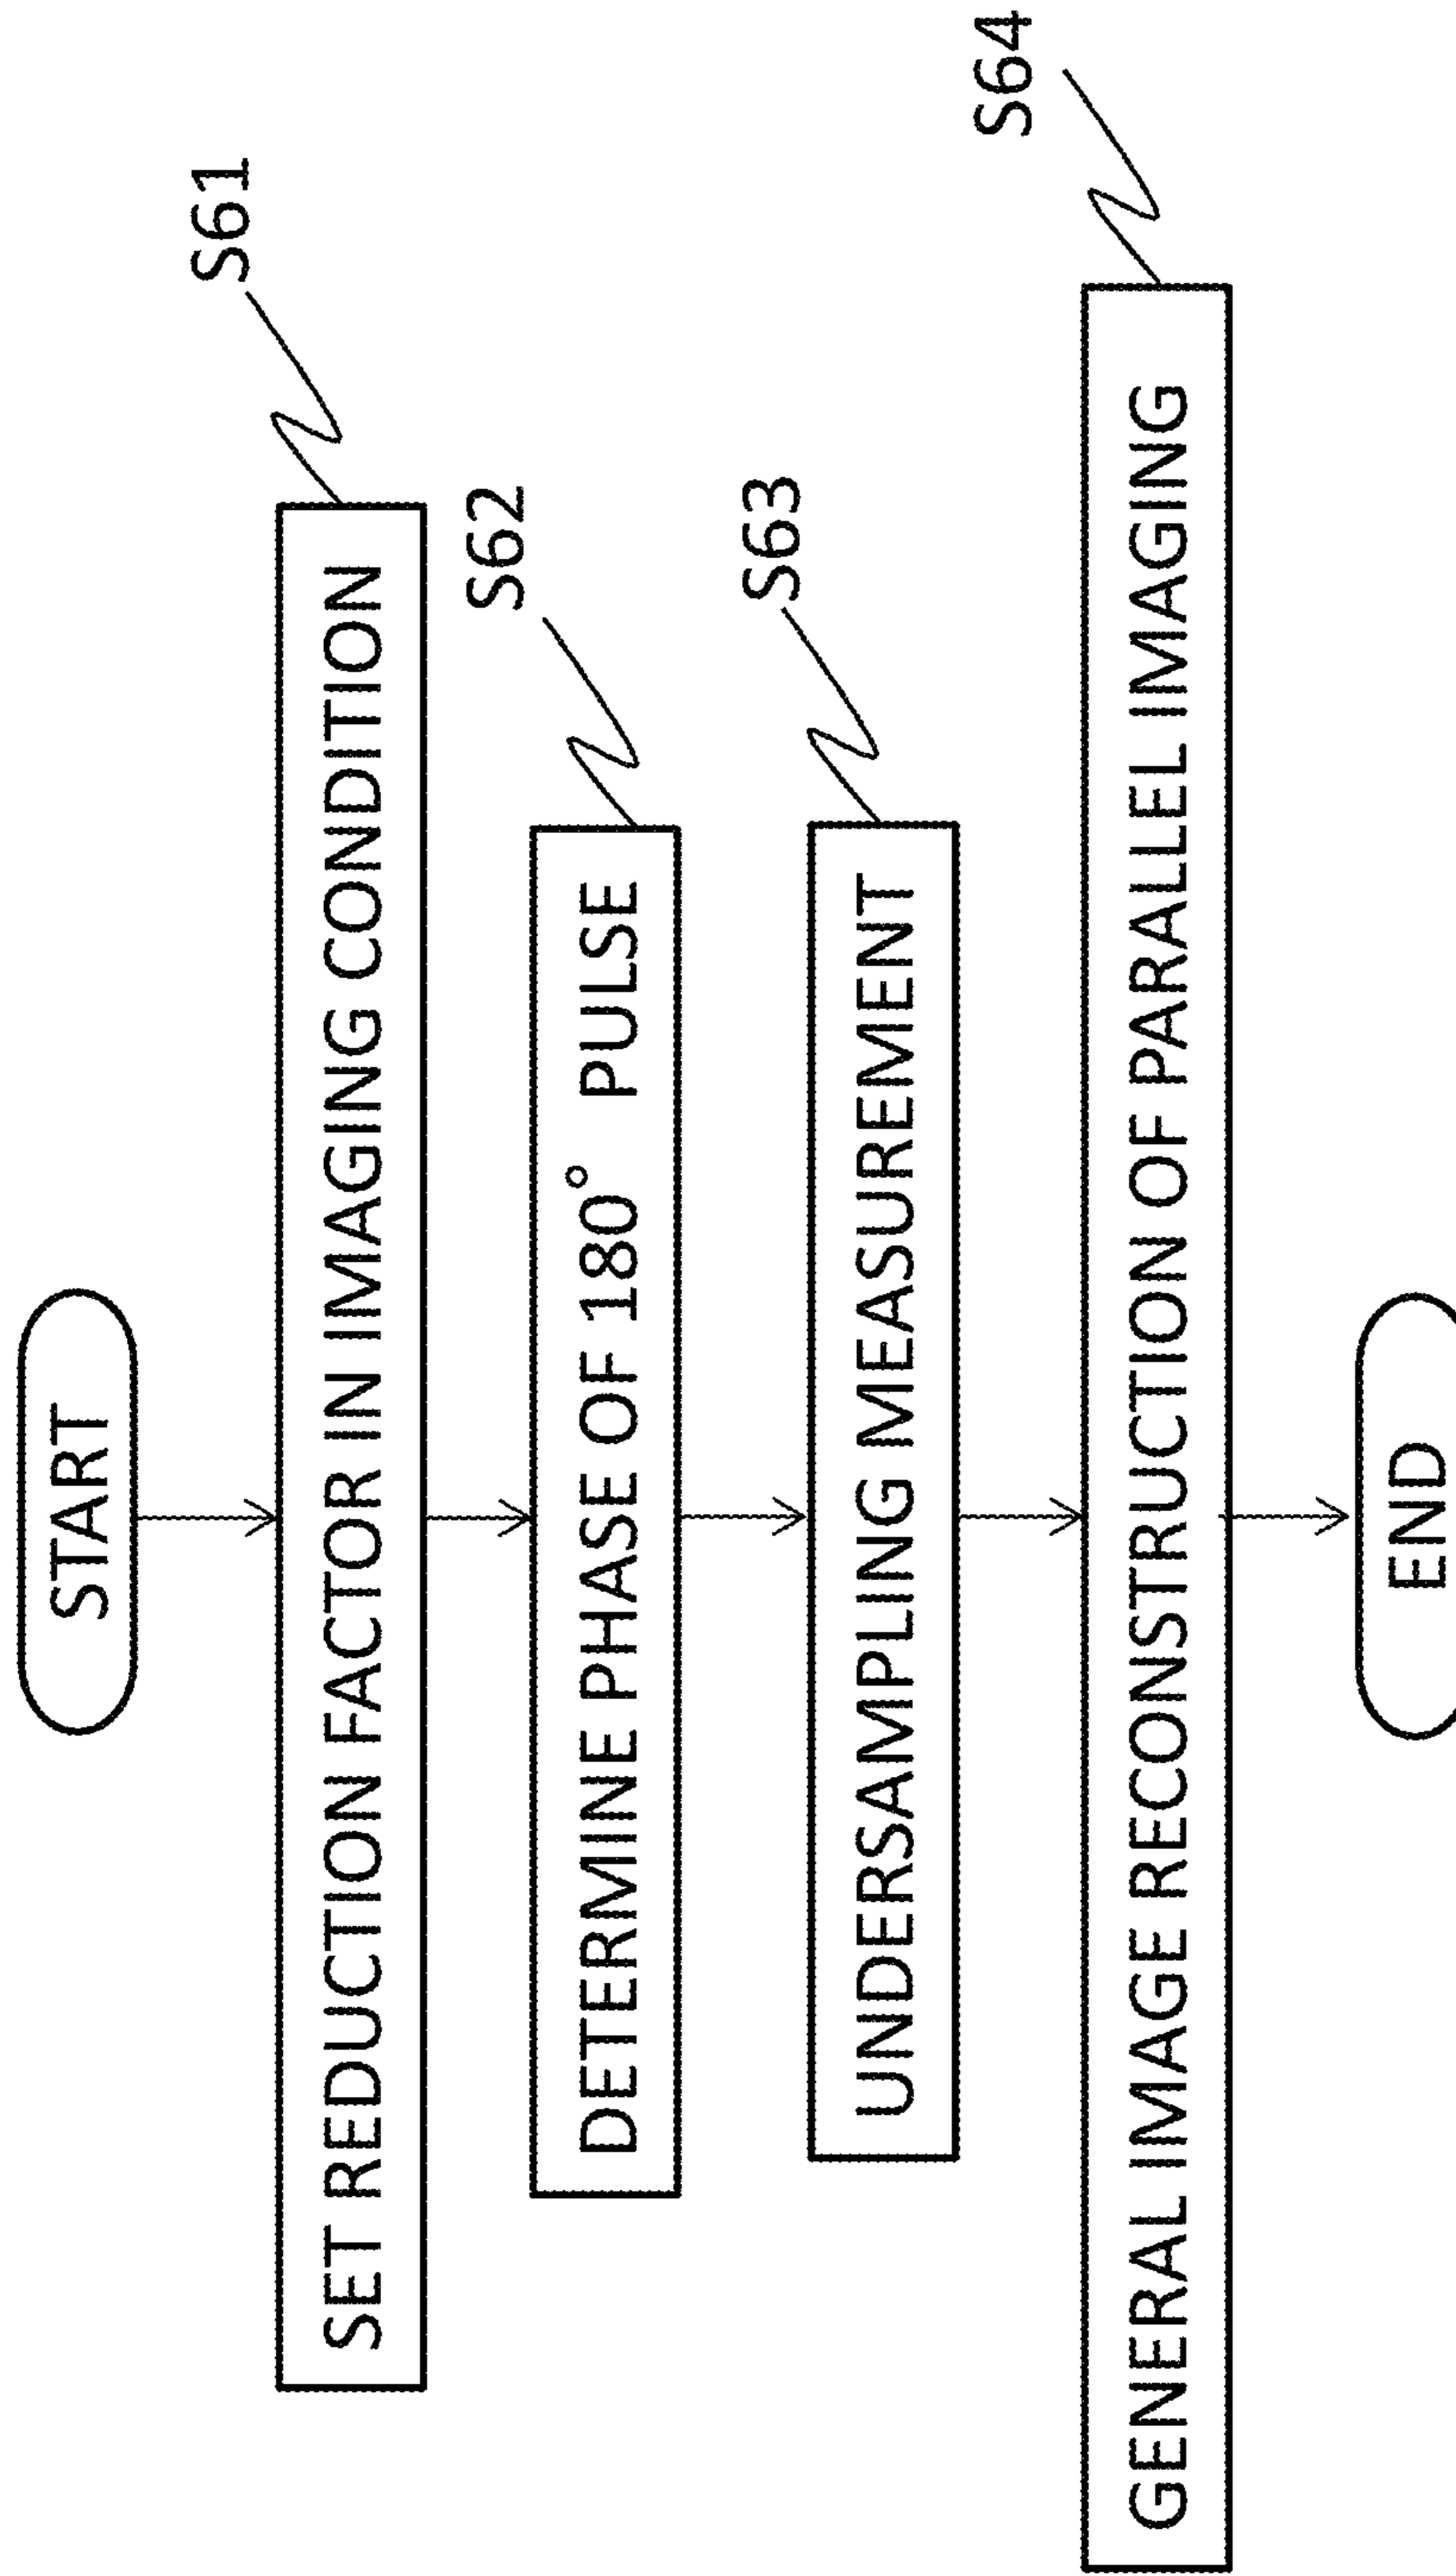 START
SET REDUCTION FACTOR IN IMAGING CONDITION
S61
DETERMINE PHASE OF 180° PULSE
S62
UNDERSAMPLING MEASUREMENT
S63
GENERAL IMAGE RECONSTRUCTION OF PARALLEL IMAGING
S64
END